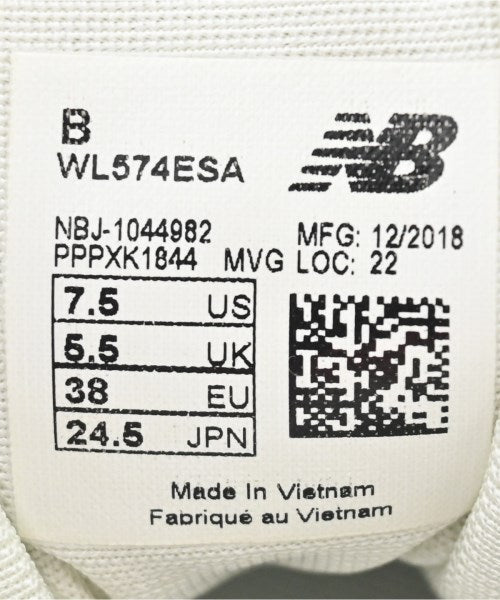 B
WL574ESA
NB
NBJ-1044982
MFG: 12/2018
PPPXK1844 MVG LOC: 22
7.5 US
5.5 UK
38 EU
24.5 JPN
Made In Vietnam
Fabriqué au Vietnam